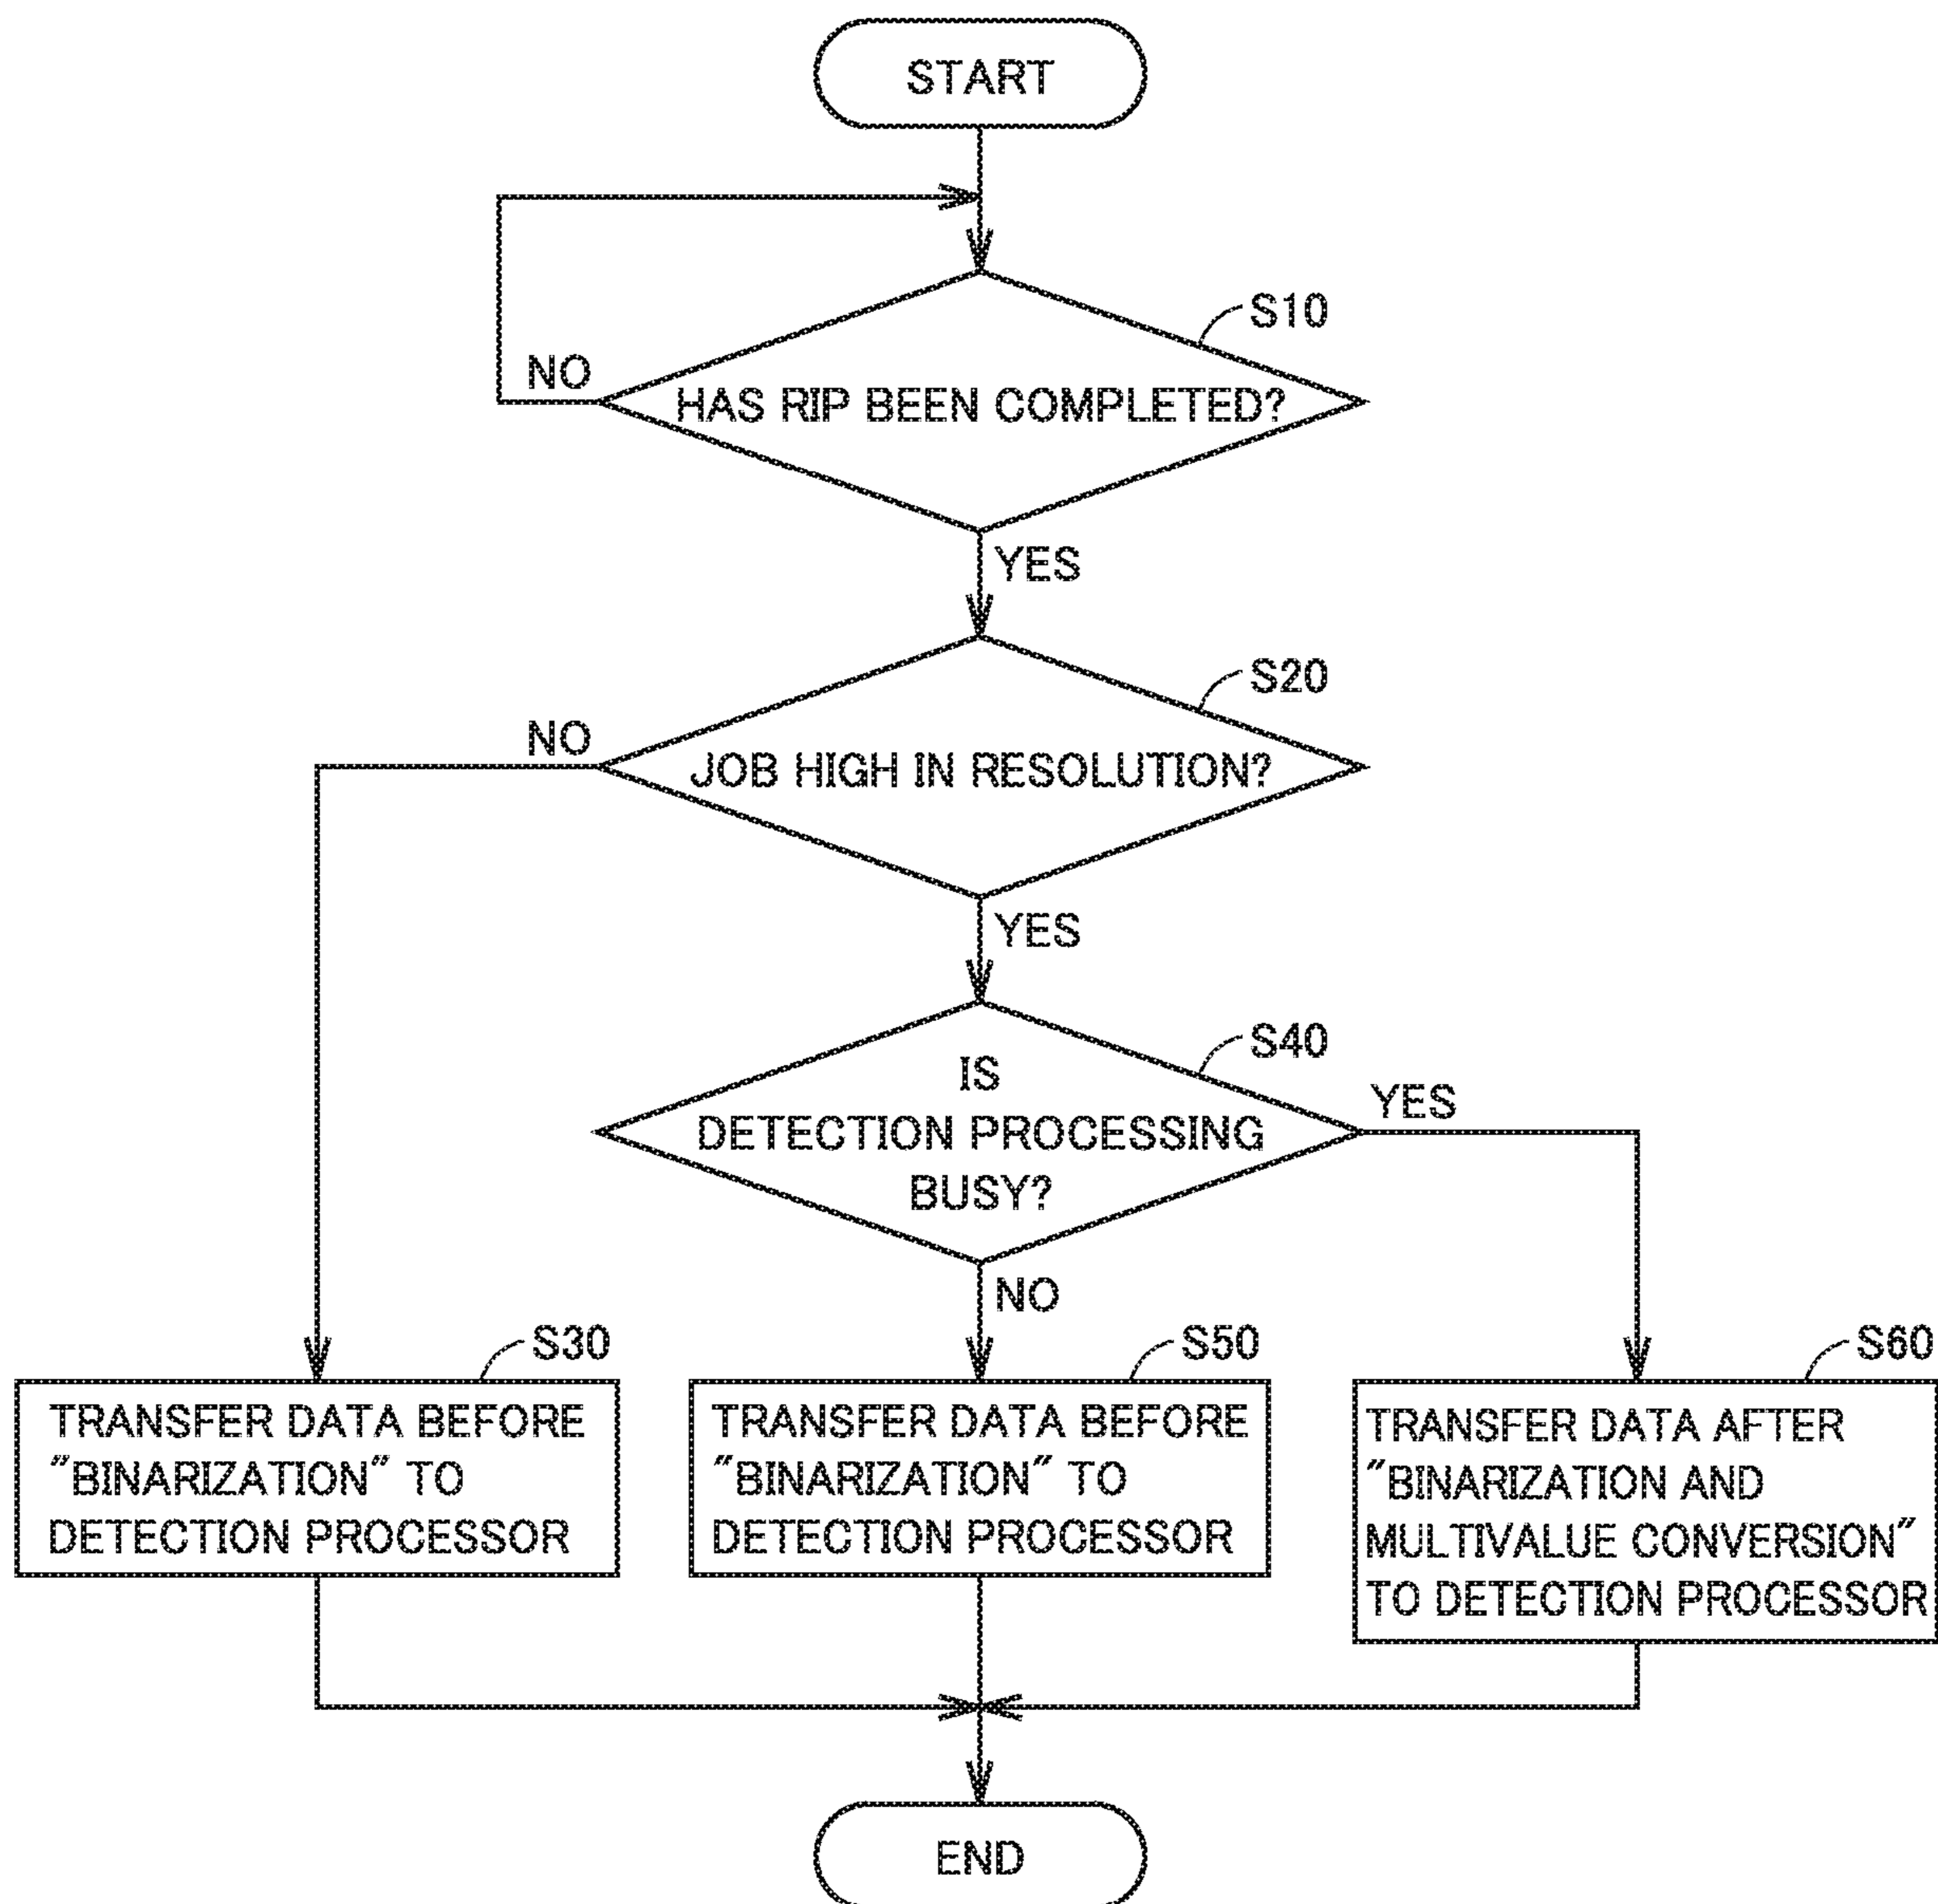 START
S10
NO
HAS RIP BEEN COMPLETED?
YES
S20
NO
JOB HIGH IN RESOLUTION?
YES
S40
IS
DETECTION PROCESSING
BUSY?
YES
NO
S30
TRANSFER DATA BEFORE
"BINARIZATION" TO
DETECTION PROCESSOR
S50
TRANSFER DATA BEFORE
"BINARIZATION" TO
DETECTION PROCESSOR
S60
TRANSFER DATA AFTER
"BINARIZATION AND
MULTIVALUE CONVERSION"
TO DETECTION PROCESSOR
END